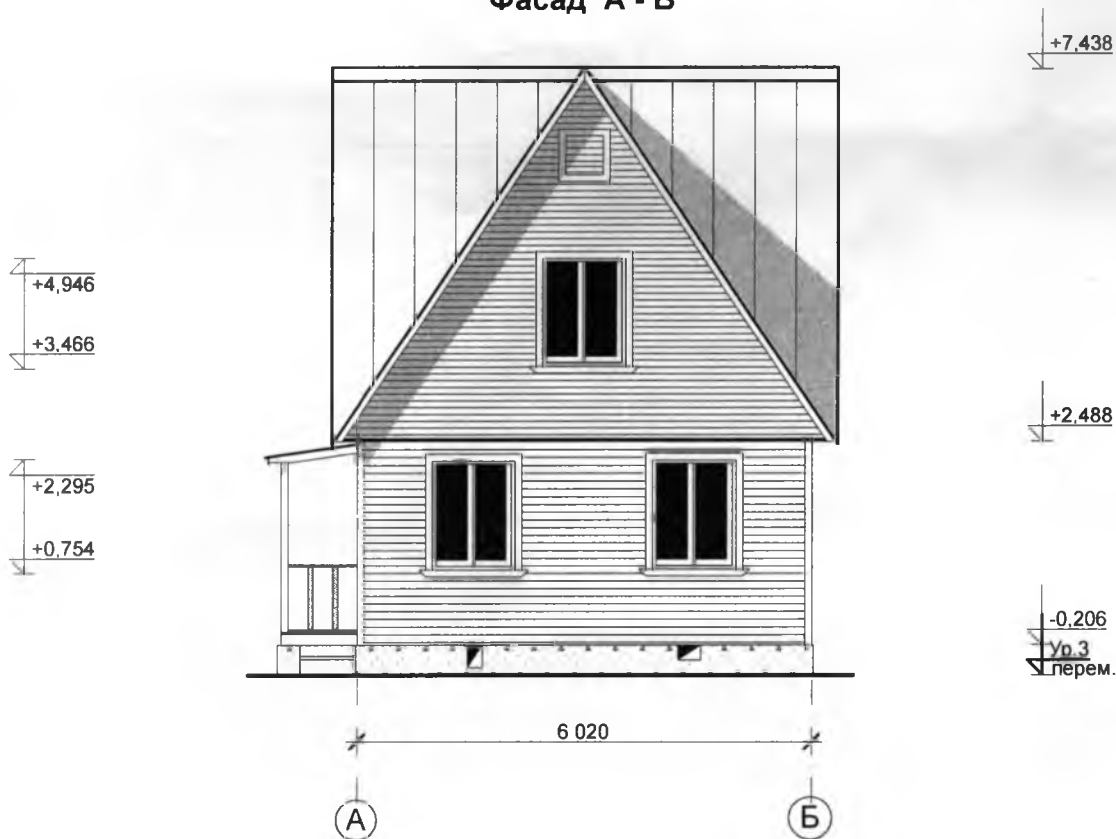 Фасад А - Б
+7,438
+4,946
+3,466
+2,488
+2,295
+0,754
-0,206
Ур.З
перем.
6 020
А
Б